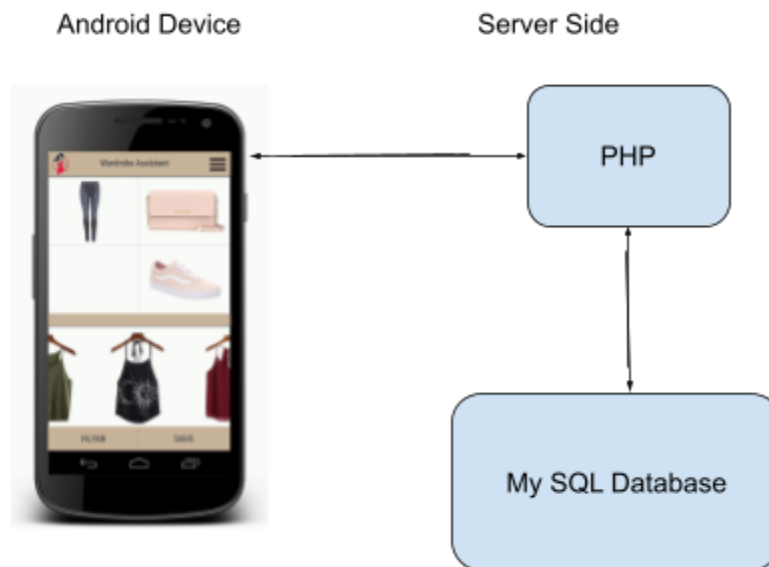 Android Device
Server Side
Wardrobe Assistant
PHP
FILTER
SAVE
My SQL Database